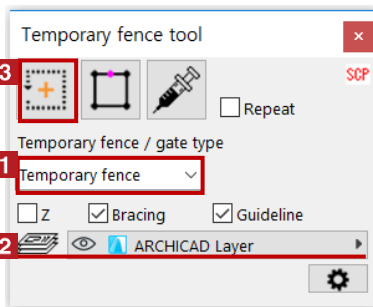 Temporary fence tool
3
SCP
Repeat
Temporary fence / gate type
1
Temporary fence
Z
Bracing
Guideline
2
ARCHICAD Layer